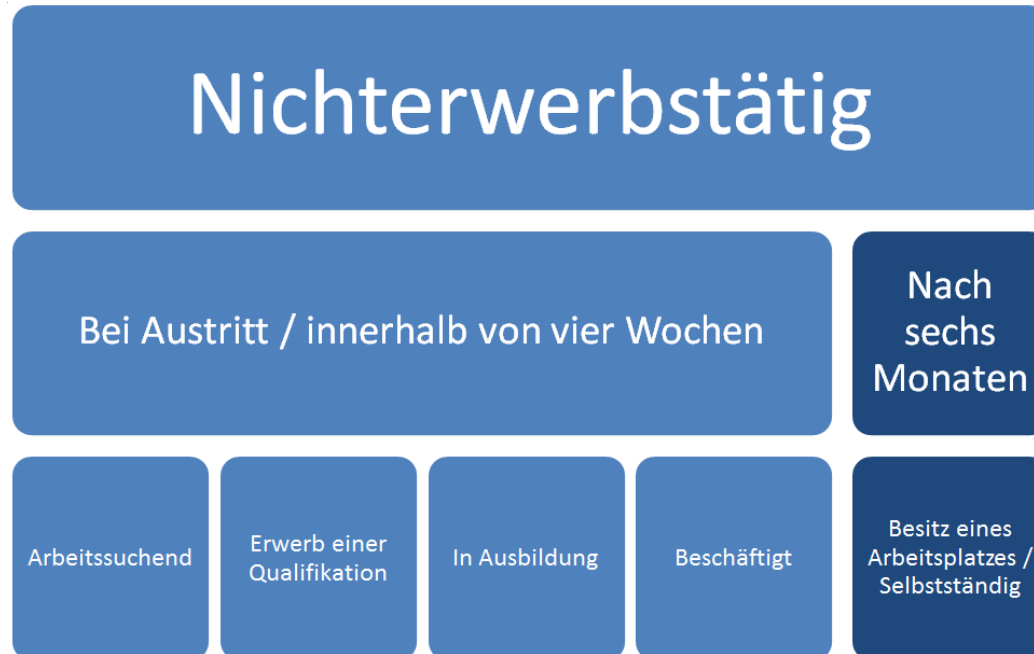 Nichterwerbstätig
Bei Austritt / innerhalb von vier Wochen
Nach
sechs
Monaten
Arbeitssuchend
Erwerb einer
Qualifikation
In Ausbildung
Beschäftigt
Besitz eines
Arbeitsplatzes /
Selbstständig